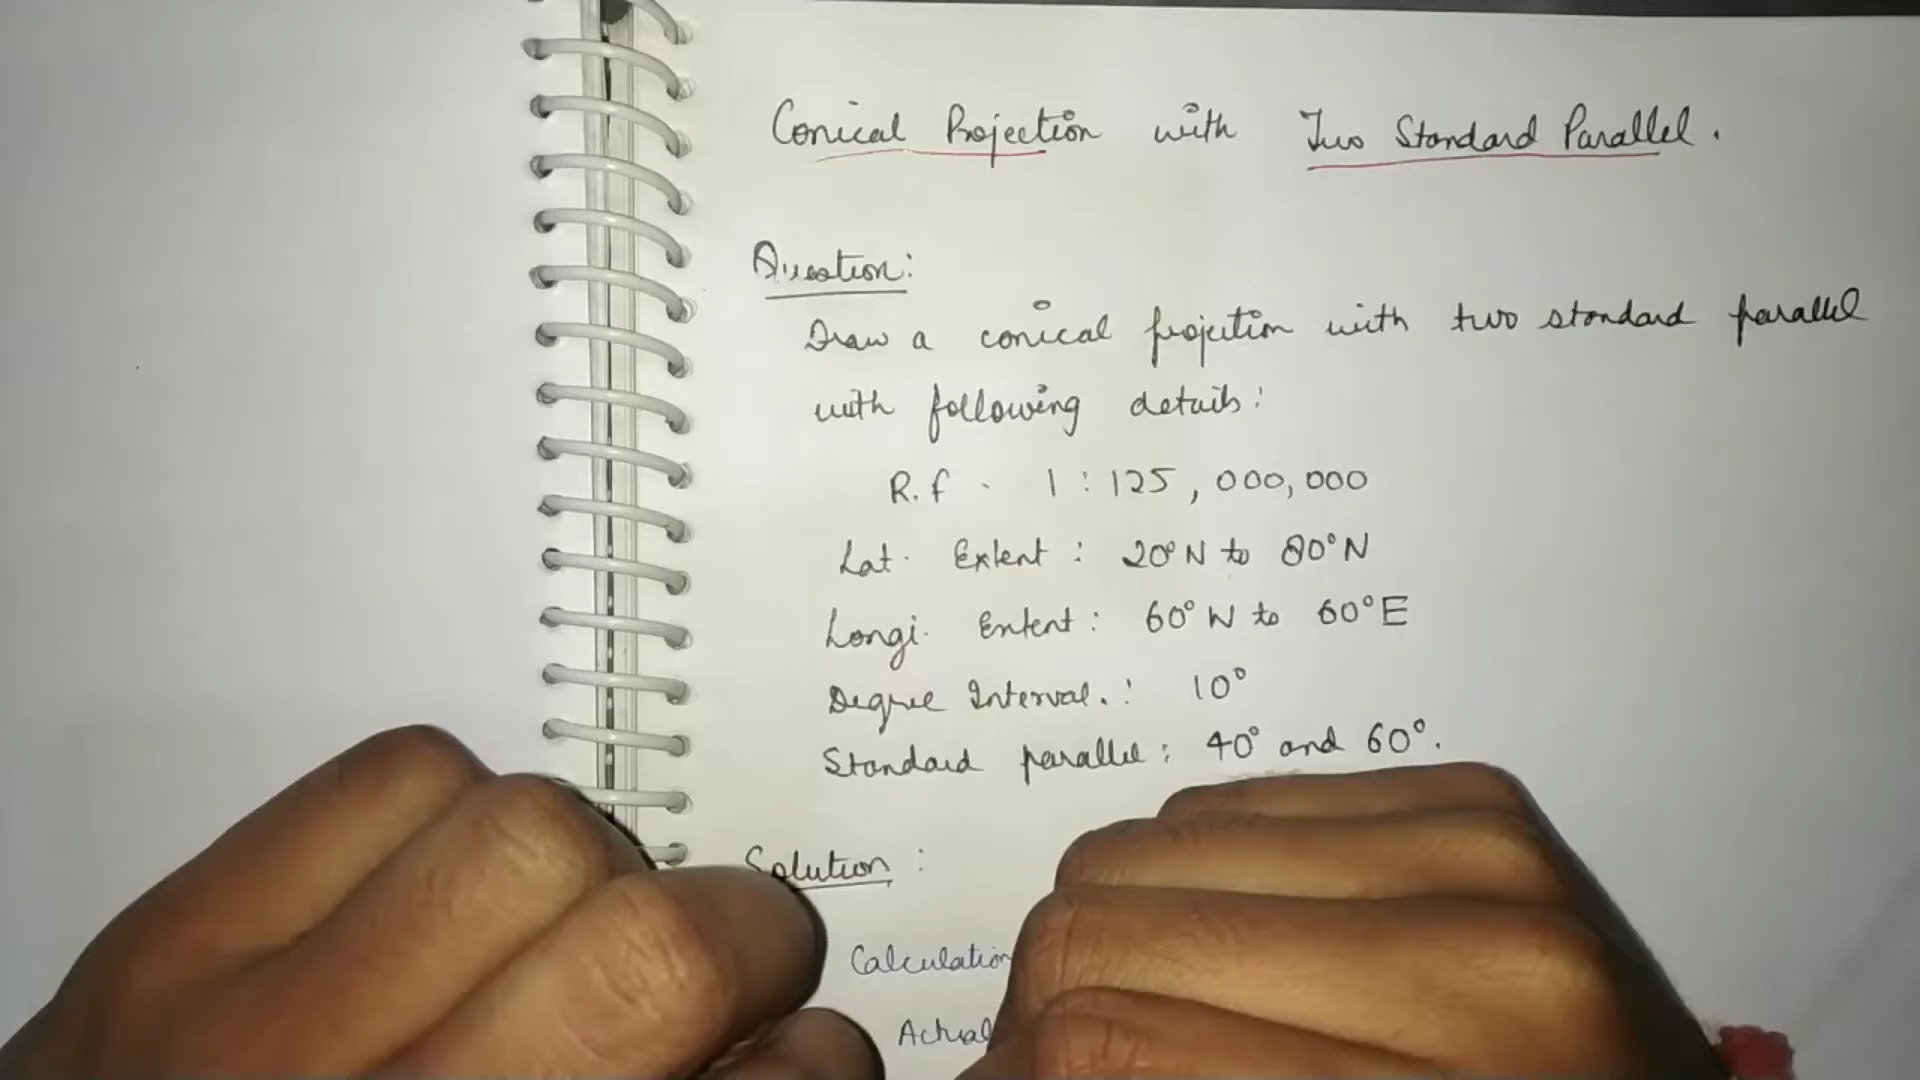 Conical Projection with Two Standard Parallel.
Question:
Draw a conical projection with two standard parallel
with following details:
R.f . 1 : 125, 000, 000
Lat. Extent : 20°N to 80°N
Longi. Extent : 60°W to 60°E
Degree Interval. : 10°
Standard parallel : 40° and 60°.
Solution :
Calculation
Actual